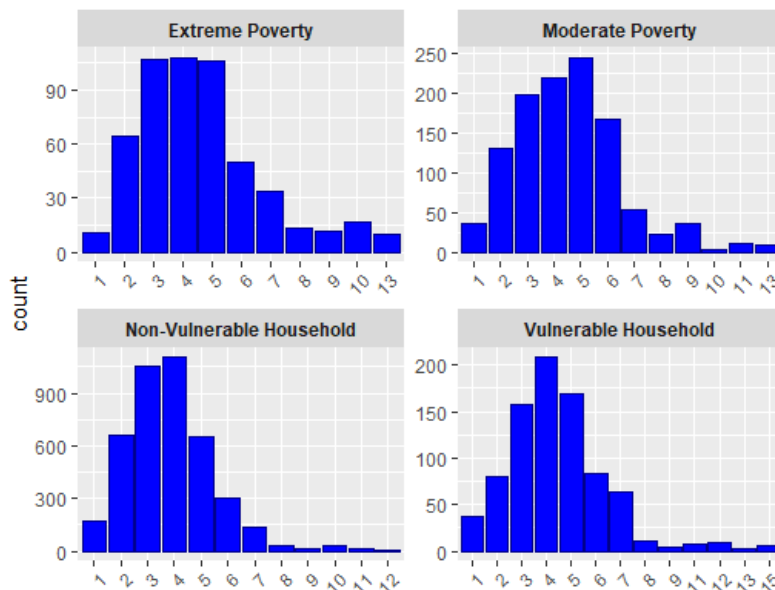 Extreme Poverty
90
60
30
0
1 2 3 4 5 6 7 8 9 10 13
Moderate Poverty
250
200
150
100
50
0
1 2 3 4 5 6 7 8 9 10 11 13
count
Non-Vulnerable Household
900
600
300
0
1 2 3 4 5 6 7 8 9 10 11 12
Vulnerable Household
200
150
100
50
0
1 2 3 4 5 6 7 8 9 11 12 13 15